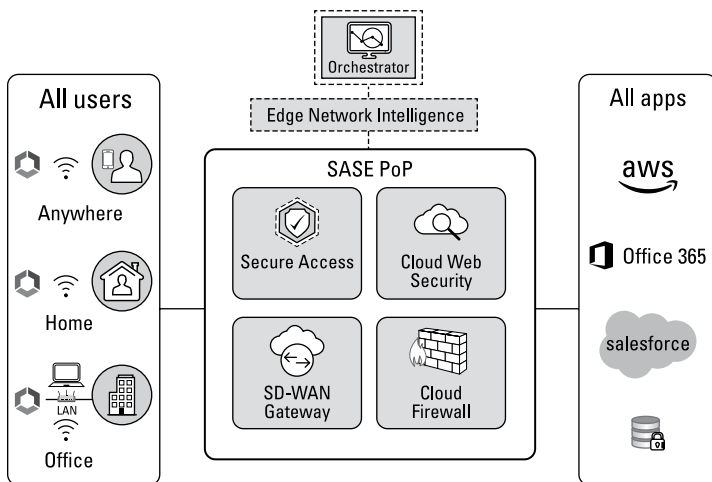 Orchestrator
Edge Network Intelligence
All users
Anywhere
Home
LAN
Office
SASE PoP
Secure Access
Cloud Web
Security
SD-WAN
Gateway
Cloud
Firewall
All apps
aws
Office 365
salesforce